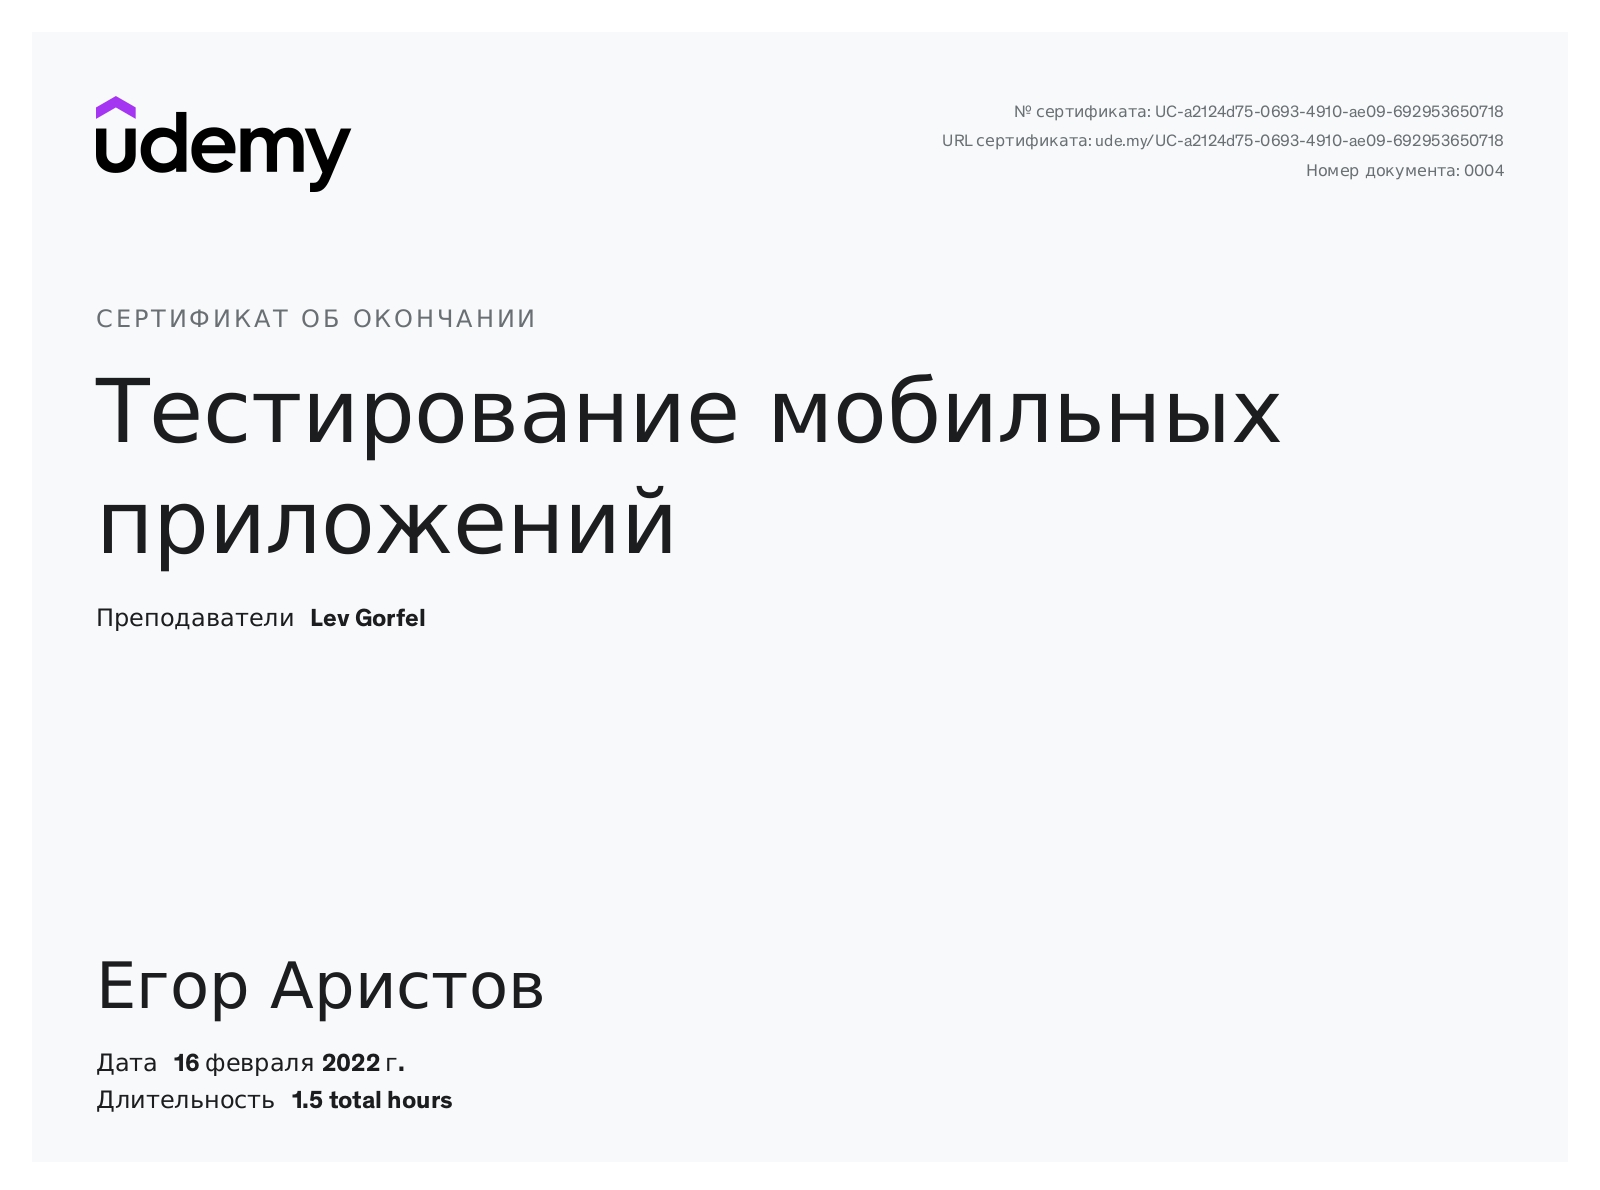 udemy
№ сертификата: UC-a2124d75-0693-4910-ae09-692953650718
URL сертификата: ude.my/UC-a2124d75-0693-4910-ae09-692953650718
Номер документа: 0004
СЕРТИФИКАТ ОБ ОКОНЧАНИИ
Тестирование мобильных
приложений
Преподаватели Lev Gorfel
Егор Аристов
Дата 16 февраля 2022 г.
Длительность 1.5 total hours